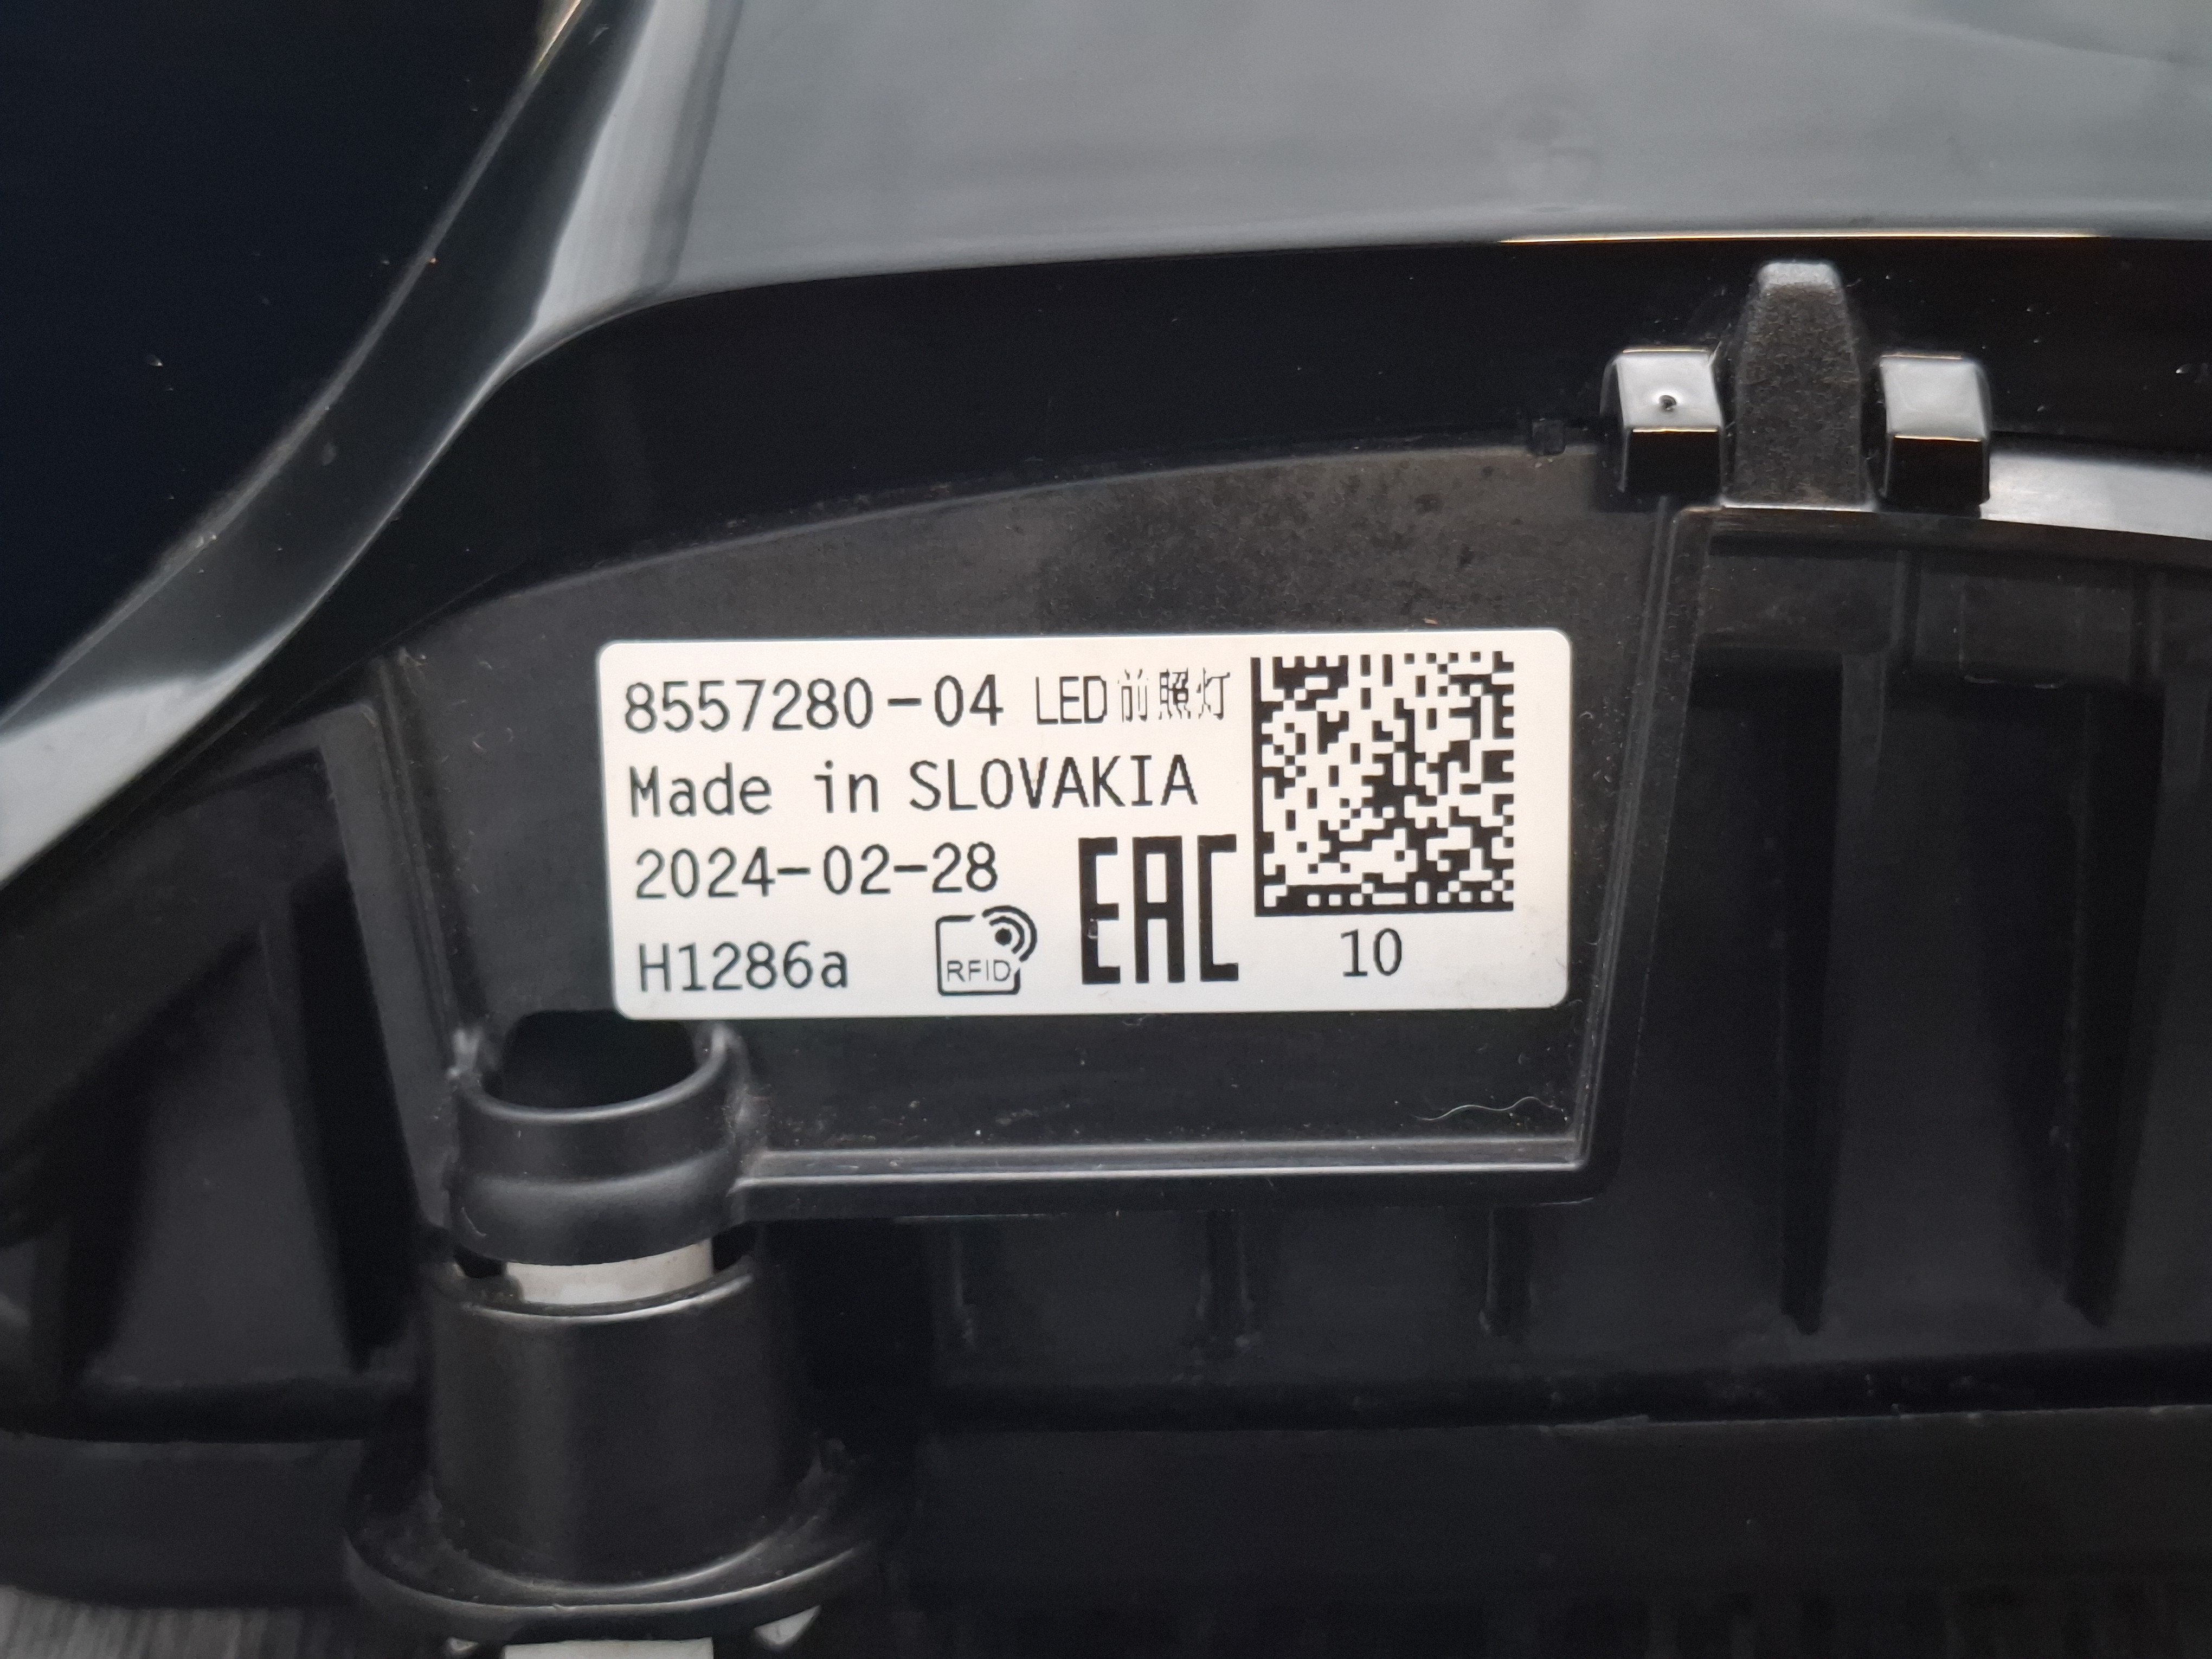 8557280-04 LED前照灯
Made in SLOVAKIA
2024-02-28
H1286a RFID EAC 10